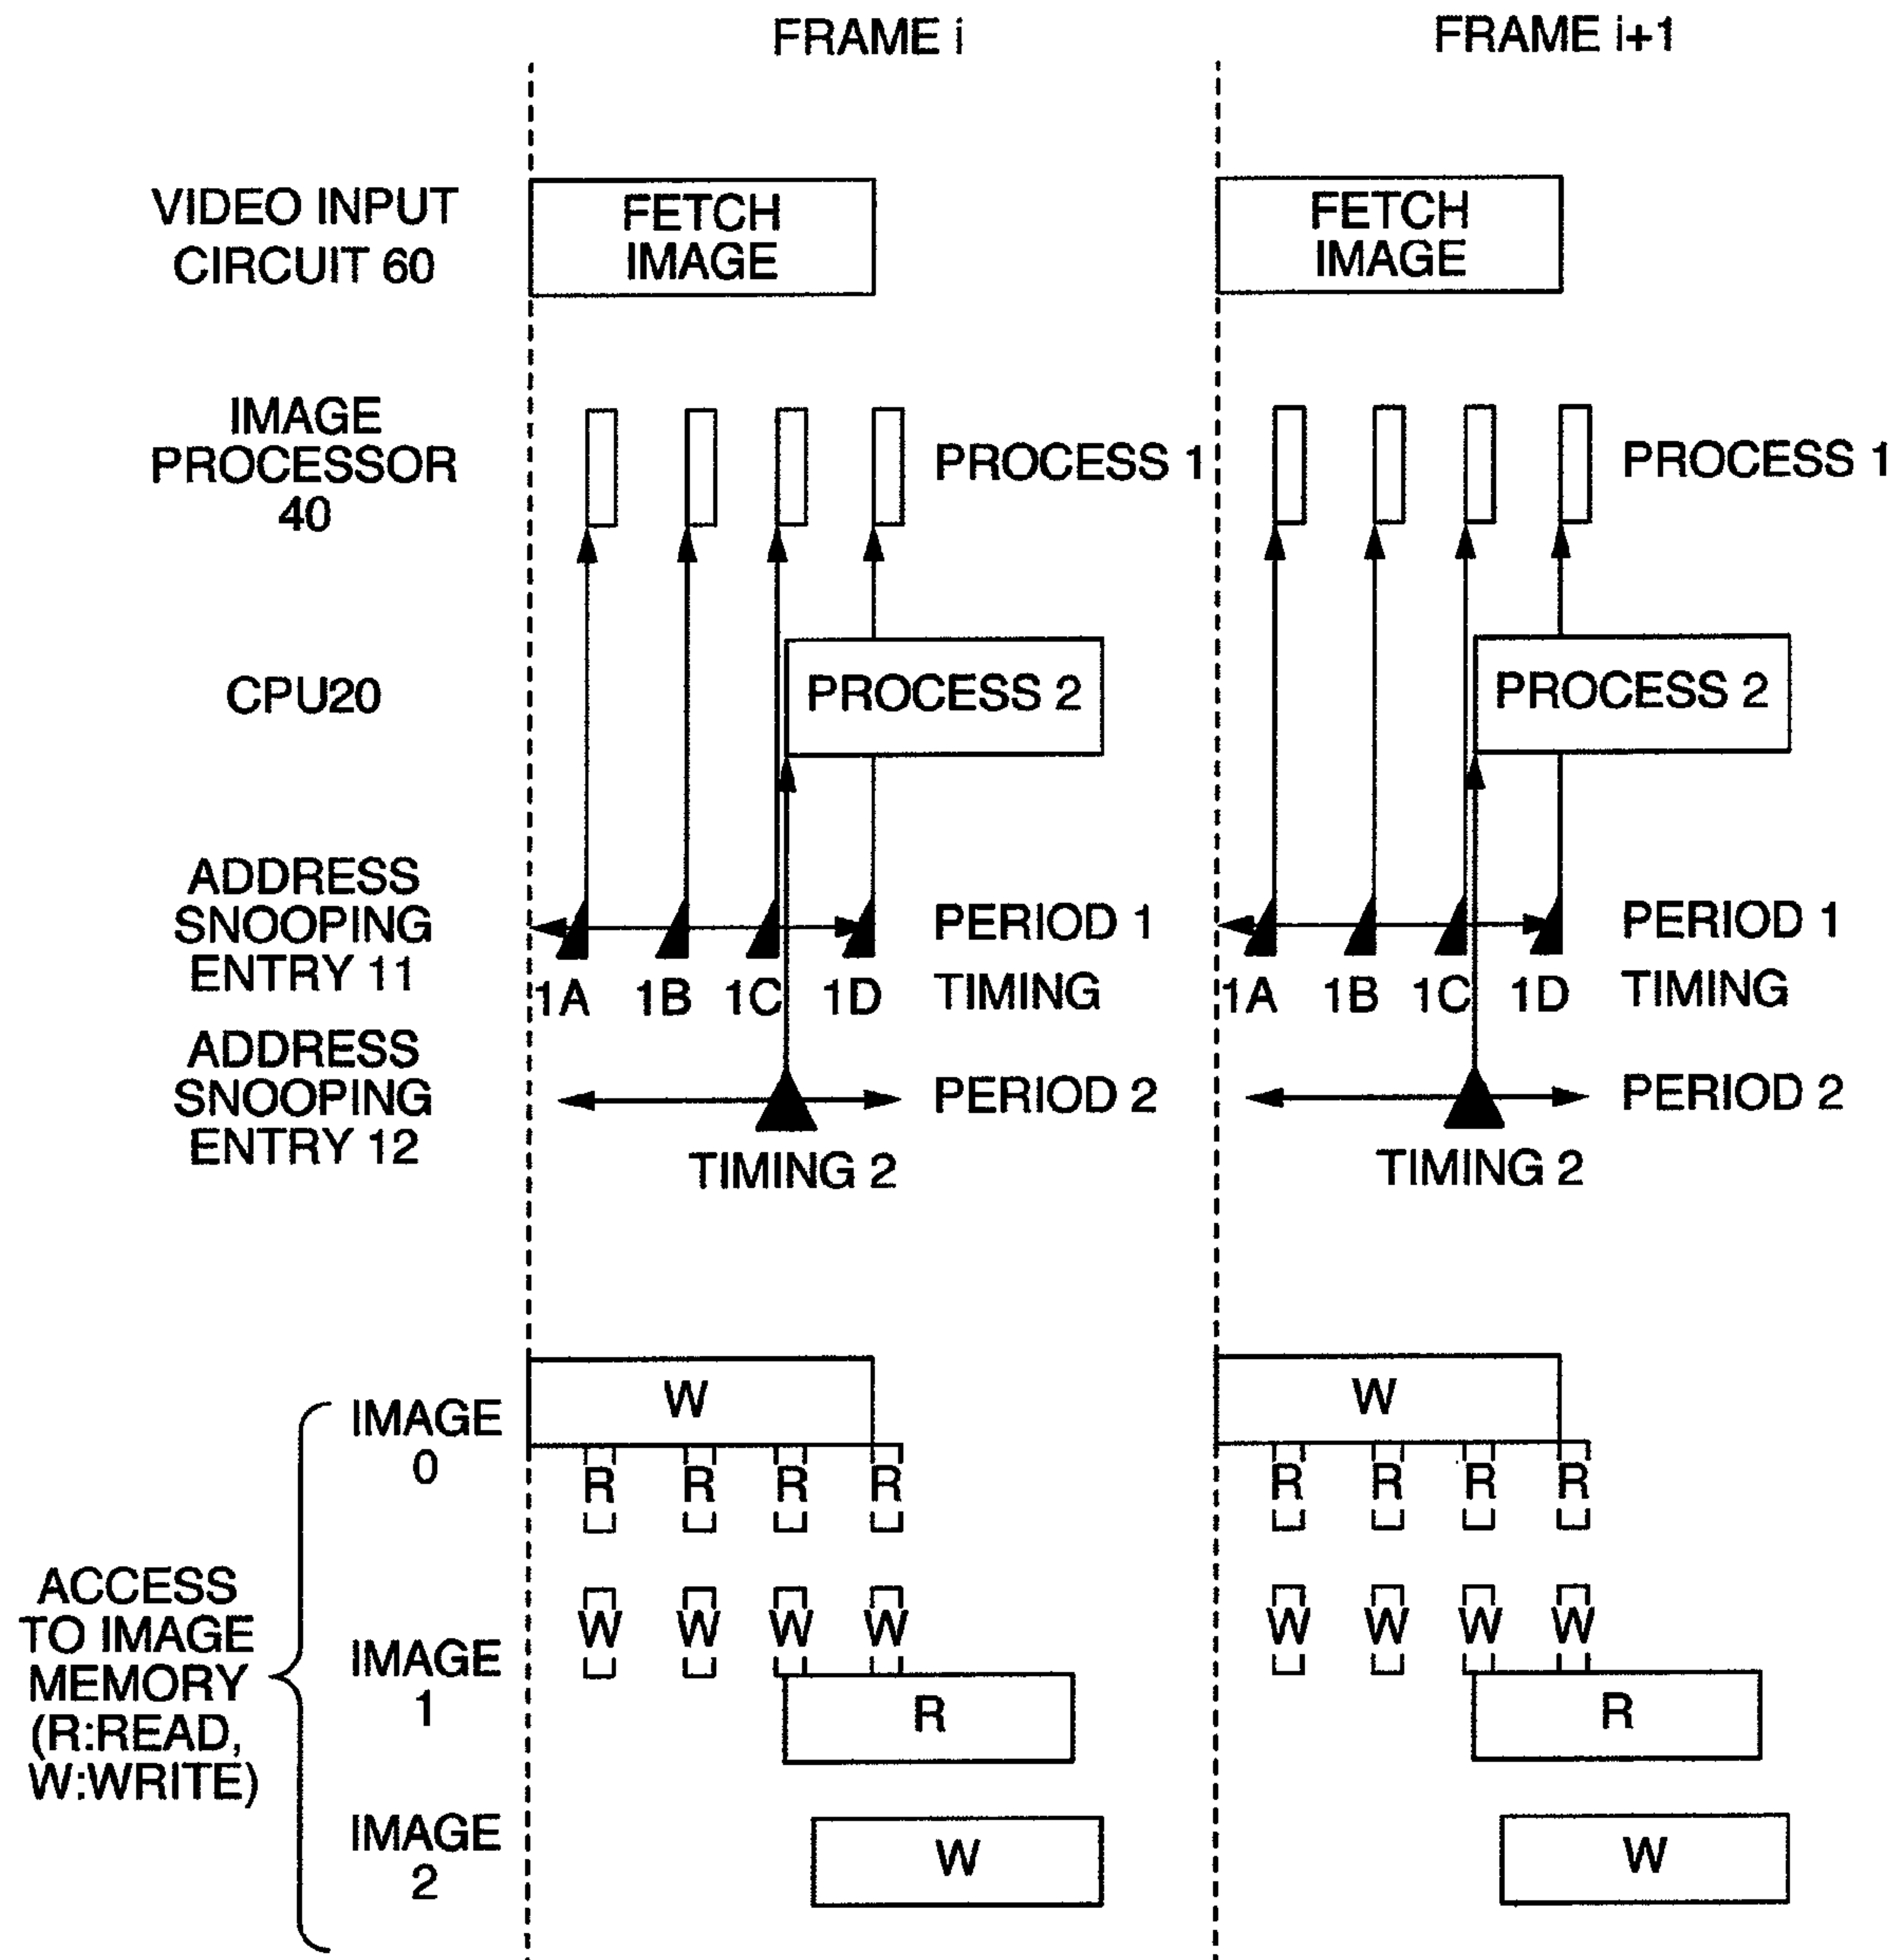 FRAME i
FRAME i+1
VIDEO INPUT
CIRCUIT 60
FETCH
IMAGE
FETCH
IMAGE
IMAGE
PROCESSOR
40
PROCESS 1
PROCESS 1
CPU20
PROCESS 2
PROCESS 2
ADDRESS
SNOOPING
ENTRY 11
PERIOD 1
PERIOD 1
1A 1B 1C 1D TIMING
1A 1B 1C 1D TIMING
ADDRESS
SNOOPING
ENTRY 12
PERIOD 2
PERIOD 2
TIMING 2
TIMING 2
ACCESS
TO IMAGE
MEMORY
(R:READ,
W:WRITE)
IMAGE
0
W
W
R R R R
R R R R
IMAGE
1
W W W W
W W W W
R
R
IMAGE
2
W
W